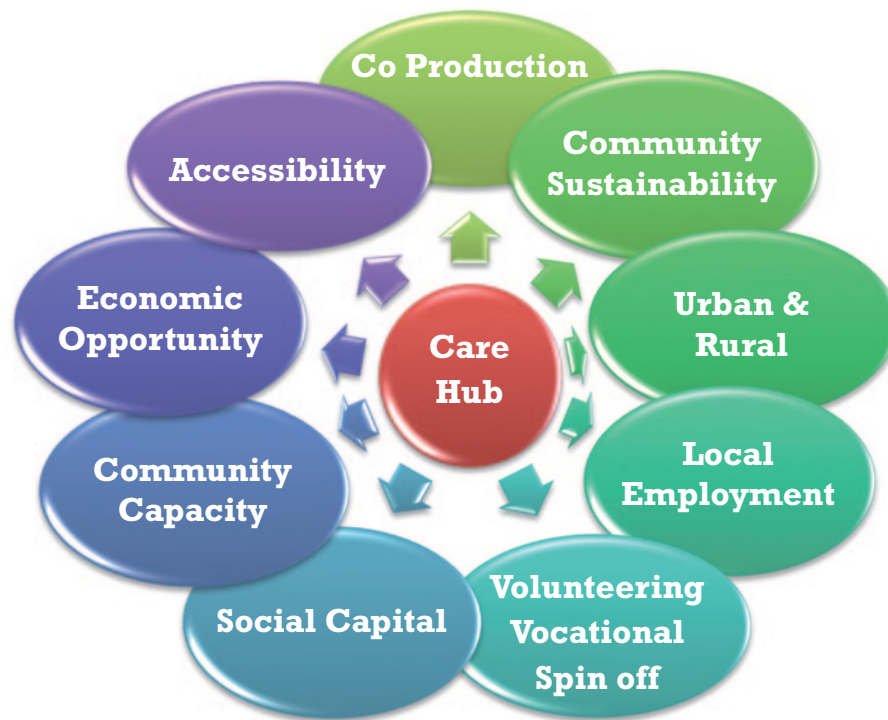 Co Production
Community
Sustainability
Urban &
Rural
Local
Employment
Volunteering
Vocational
Spin off
Social Capital
Community
Capacity
Economic
Opportunity
Accessibility
Care
Hub